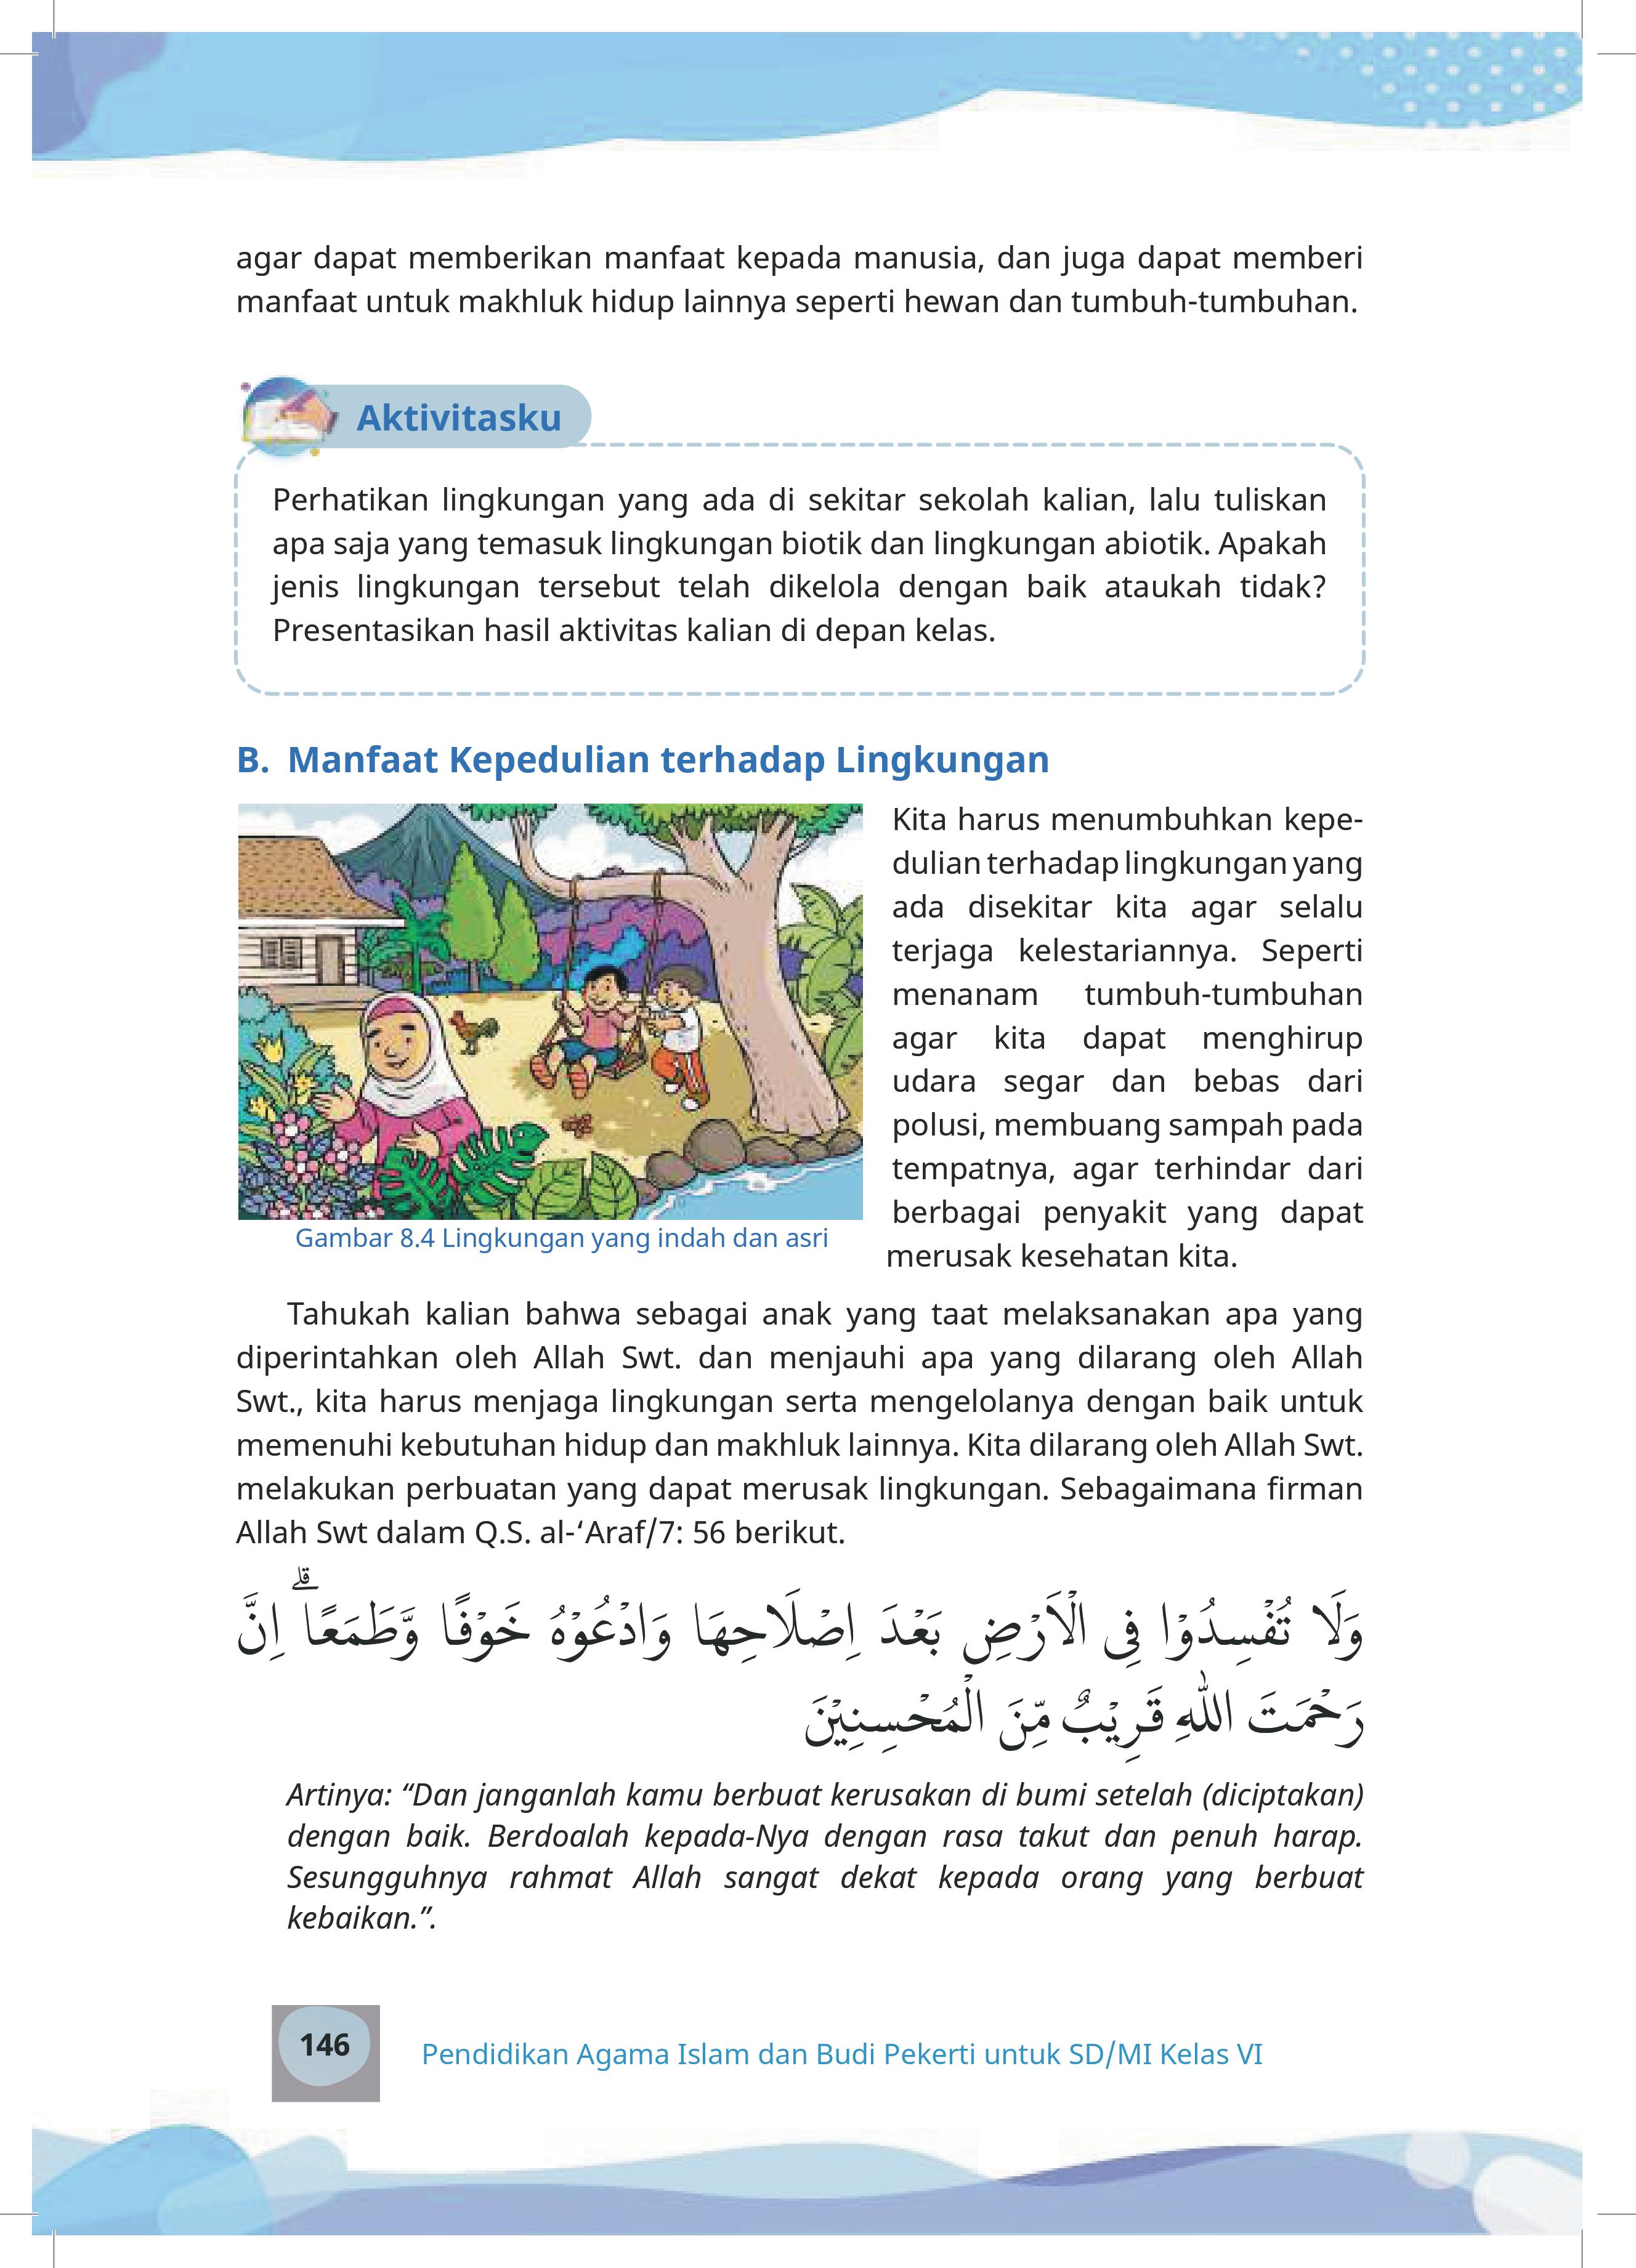 agar dapat memberikan manfaat kepada manusia, dan juga dapat memberi
manfaat untuk makhluk hidup lainnya seperti hewan dan tumbuh-tumbuhan.
Aktivitasku
Perhatikan lingkungan yang ada di sekitar sekolah kalian, lalu tuliskan
apa saja yang temasuk lingkungan biotik dan lingkungan abiotik. Apakah
jenis lingkungan tersebut telah dikelola dengan baik ataukah tidak?
Presentasikan hasil aktivitas kalian di depan kelas.
B. Manfaat Kepedulian terhadap Lingkungan
Kita harus menumbuhkan kepe-
dulian terhadap lingkungan yang
ada disekitar kita agar selalu
terjaga kelestariannya. Seperti
menanam tumbuh-tumbuhan
agar kita dapat menghirup
udara segar dan bebas dari
polusi, membuang sampah pada
tempatnya, agar terhindar dari
berbagai penyakit yang dapat
merusak kesehatan kita.
Gambar 8.4 Lingkungan yang indah dan asri
Tahukah kalian bahwa sebagai anak yang taat melaksanakan apa yang
diperintahkan oleh Allah Swt. dan menjauhi apa yang dilarang oleh Allah
Swt., kita harus menjaga lingkungan serta mengelolanya dengan baik untuk
memenuhi kebutuhan hidup dan makhluk lainnya. Kita dilarang oleh Allah Swt.
melakukan perbuatan yang dapat merusak lingkungan. Sebagaimana firman
Allah Swt dalam Q.S. al-‘Araf/7: 56 berikut.
وَلَا تُفْسِدُوْا فِى الْاَرْضِ بَعْدَ اِصْلَاحِهَا وَادْعُوْهُ خَوْفًا وَّطَمَعًاۗ اِنَّ
رَحْمَتَ اللّٰهِ قَرِيْبٌ مِّنَ الْمُحْسِنِيْنَ
Artinya: “Dan janganlah kamu berbuat kerusakan di bumi setelah (diciptakan)
dengan baik. Berdoalah kepada-Nya dengan rasa takut dan penuh harap.
Sesungguhnya rahmat Allah sangat dekat kepada orang yang berbuat
kebaikan.”.
146
Pendidikan Agama Islam dan Budi Pekerti untuk SD/MI Kelas VI